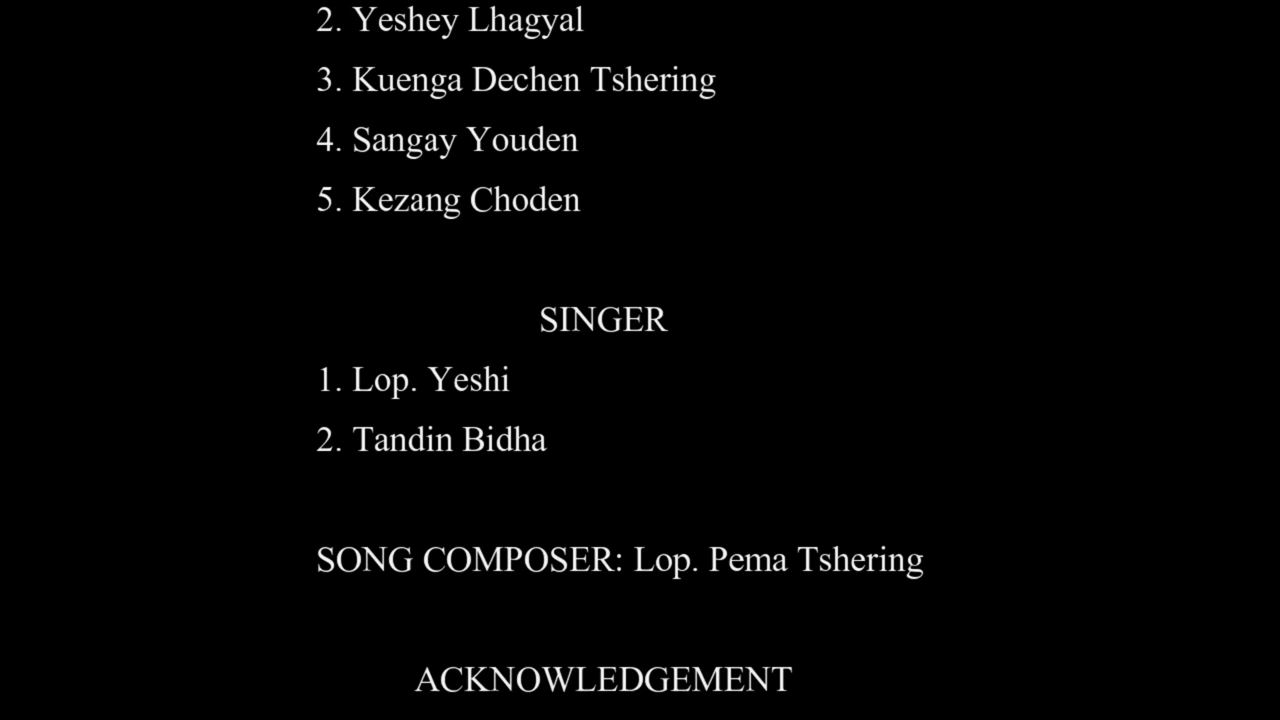 2. Yeshey Lhagyal
3. Kuenga Dechen Tshering
4. Sangay Youden
5. Kezang Choden
SINGER
1. Lop. Yeshi
2. Tandin Bidha
SONG COMPOSER: Lop. Pema Tshering
ACKNOWLEDGEMENT